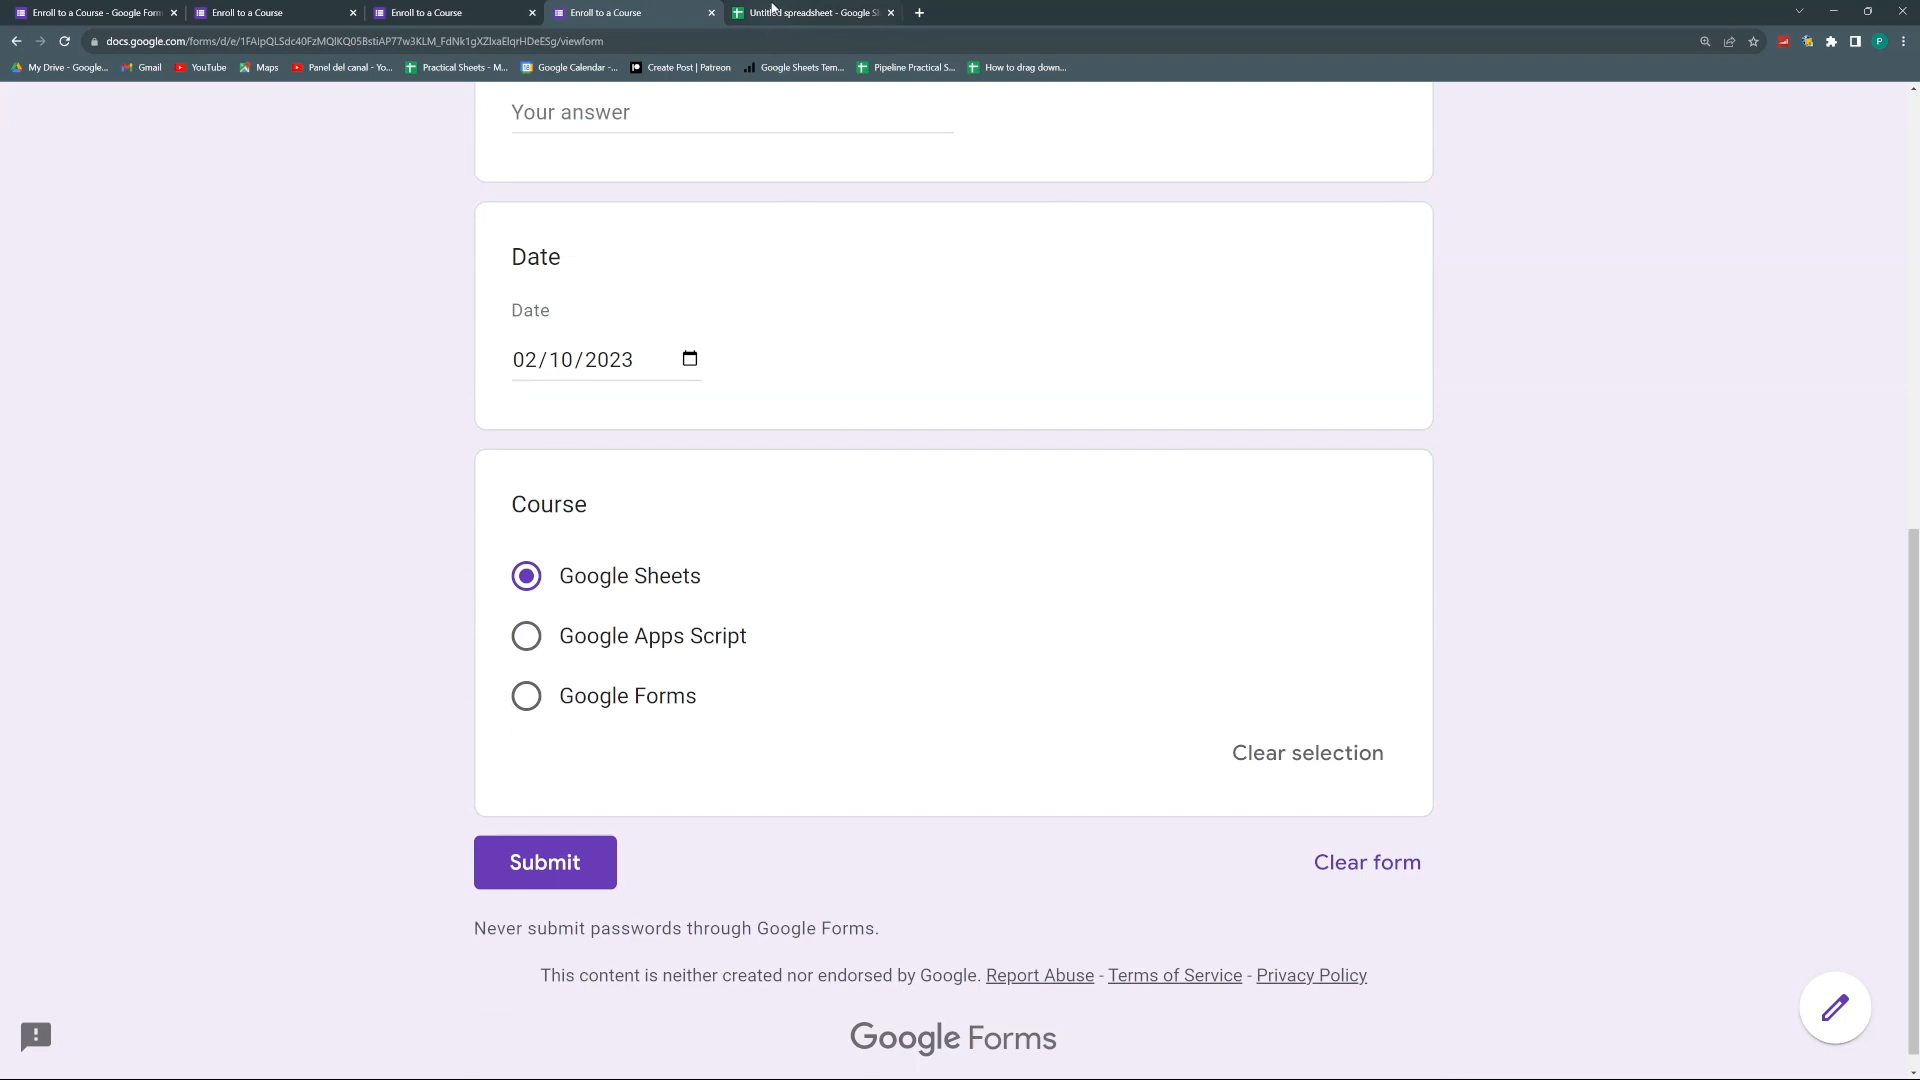 Enroll to a Course - Google Form
Enroll to a Course
Enroll to a Course
Enroll to a Course
Untitled spreadsheet - Google S
docs.google.com/forms/d/e/1FAIpQLSdc40FzMQIKQ05BstiAP77w3KLM_FdNk1gXZIxaElqrHDeESg/viewform
P
My Drive - Google...
Gmail
YouTube
Maps
Panel del canal - Yo...
Practical Sheets - M...
Google Calendar -...
Create Post | Patreon
Google Sheets Tem...
Pipeline Practical S...
How to drag down...
Your answer
Date
Date
02/10/2023
Course
Google Sheets
Google Apps Script
Google Forms
Clear selection
Submit
Clear form
Never submit passwords through Google Forms.
This content is neither created nor endorsed by Google. Report Abuse - Terms of Service - Privacy Policy
Google Forms